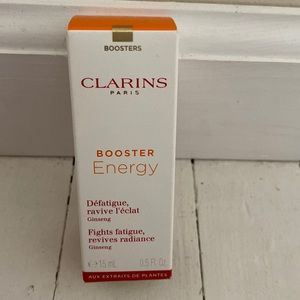 BOOSTERS
CLARINS
PARIS
BOOSTER
Energy
Défatigue,
ravive l'éclat
Ginseng
Fights fatigue,
revives radiance
Ginseng
15 ml 0.5 Fl. Oz
AUX EXTRAITS DE PLANTES